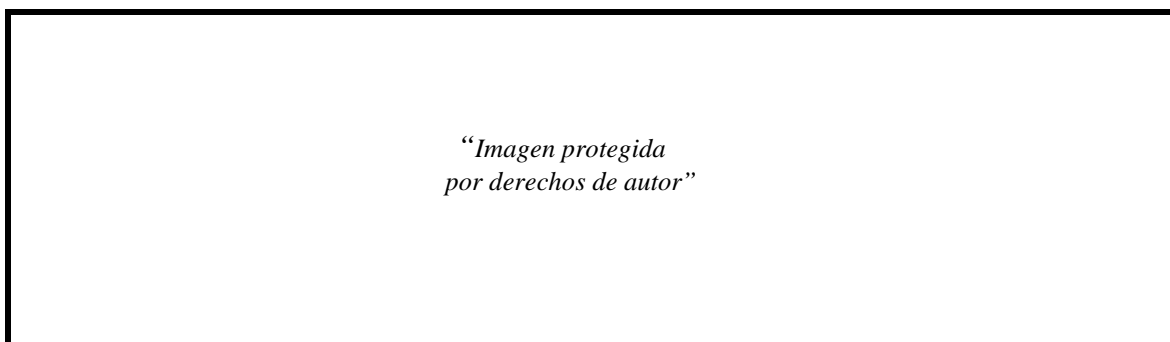 “Imagen protegida
por derechos de autor”